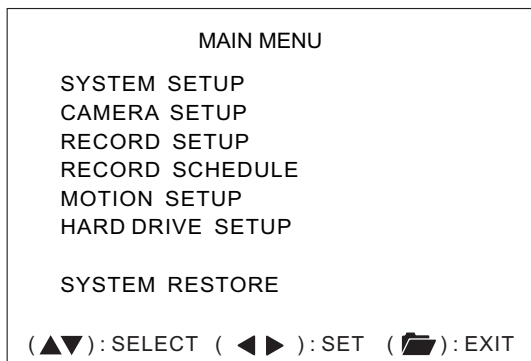 MAIN MENU
SYSTEM SETUP
CAMERA SETUP
RECORD SETUP
RECORD SCHEDULE
MOTION SETUP
HARD DRIVE SETUP
SYSTEM RESTORE
(▲▼): SELECT ( ◀ ▶ ): SET (📁): EXIT